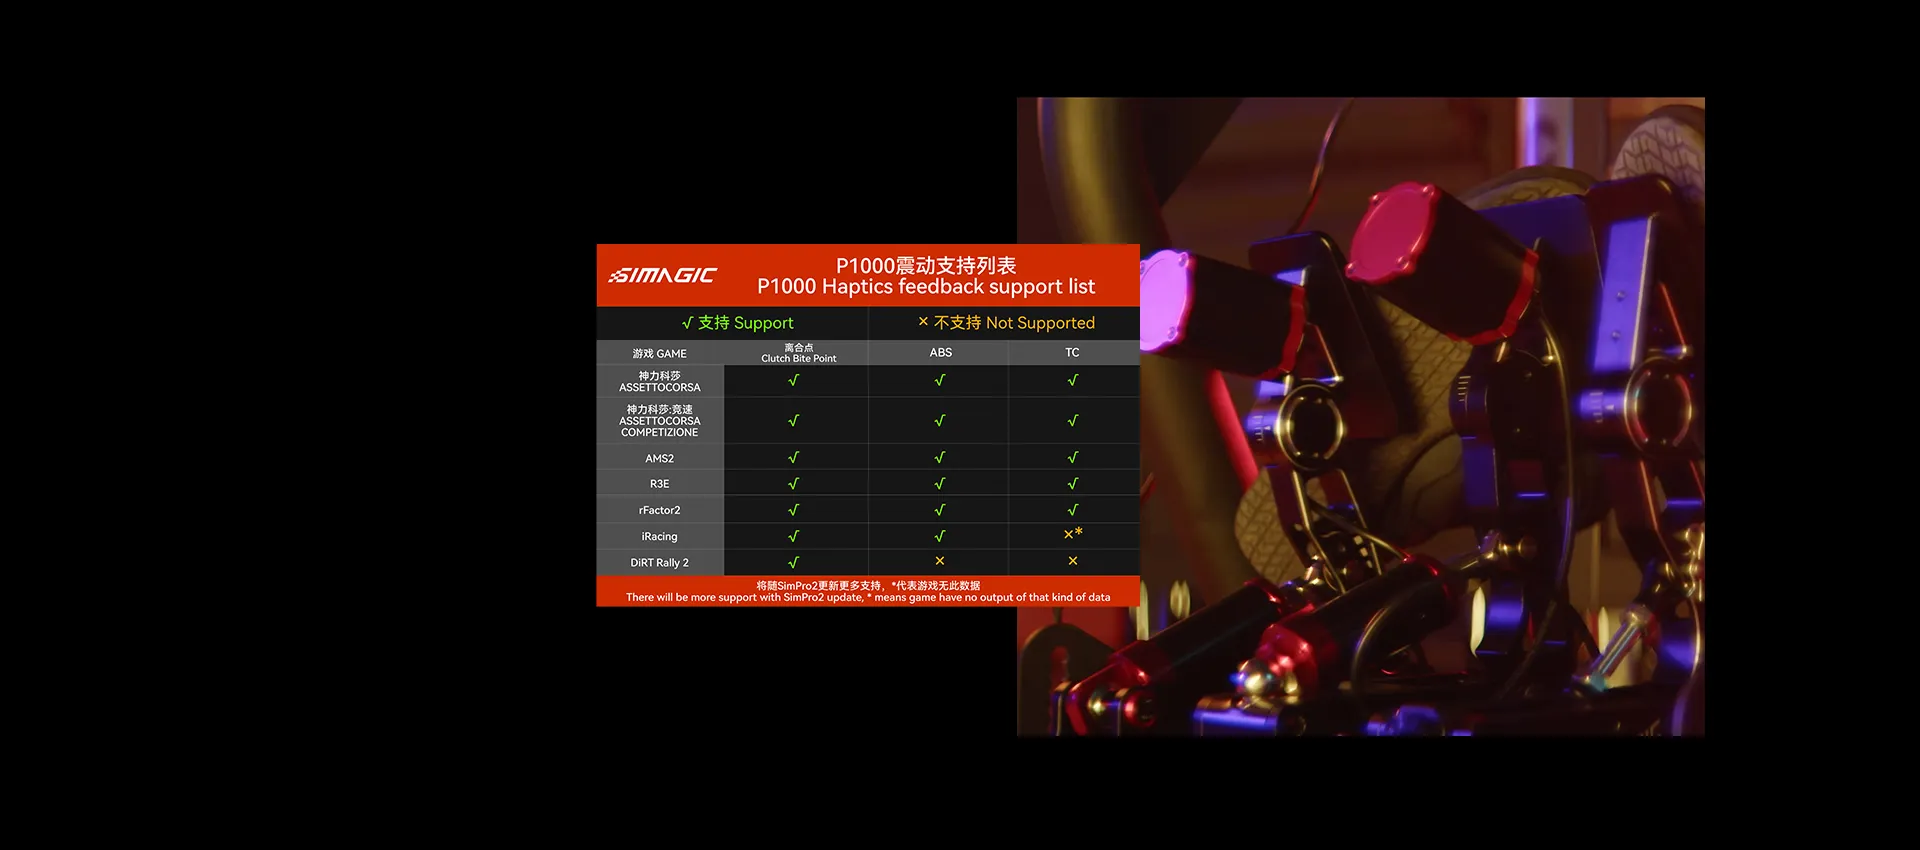 SIMAGIC
P1000震动支持列表
P1000 Haptics feedback support list
√ 支持 Support
× 不支持 Not Supported
游戏 GAME
离合点
Clutch Bite Point
ABS
TC
神力科莎
ASSETTOCORSA
√ √ √
神力科莎:竞速
ASSETTOCORSA
COMPETIZIONE
√ √ √
AMS2 √ √ √
R3E √ √ √
rFactor2 √ √ √
iRacing √ √ ×*
DiRT Rally 2 √ × ×
将随SimPro2更新更多支持，*代表游戏无此数据
There will be more support with SimPro2 update, * means game have no output of that kind of data